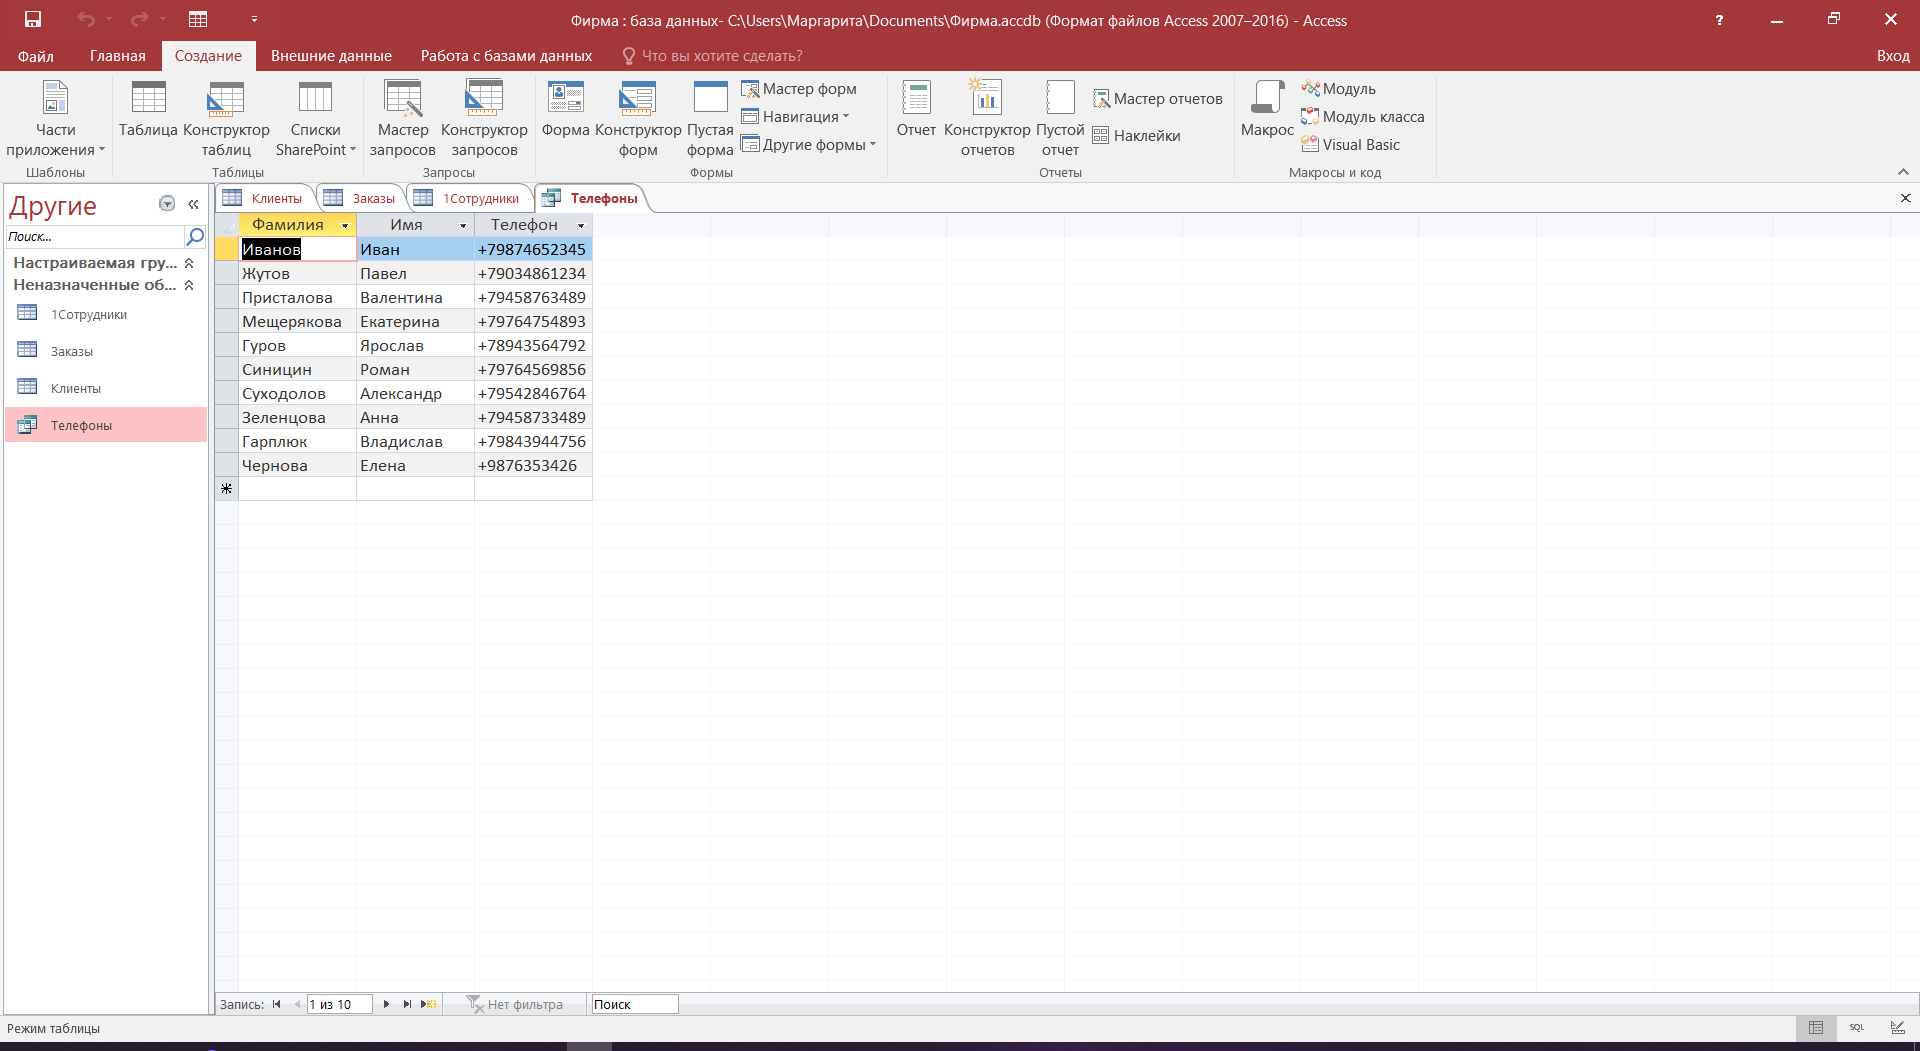 Фирма : база данных- C:\Users\Маргарита\Documents\Фирма.accdb (Формат файлов Access 2007–2016) - Access
?
Файл Главная Создание Внешние данные Работа с базами данных Что вы хотите сделать? Вход
Части приложения
Таблица
Конструктор таблиц
Списки SharePoint
Мастер запросов
Конструктор запросов
Форма
Конструктор форм
Пустая форма
Мастер форм
Навигация
Другие формы
Отчет
Конструктор отчетов
Пустой отчет
Мастер отчетов
Наклейки
Макрос
Модуль
Модуль класса
Visual Basic
Шаблоны Таблицы Запросы Формы Отчеты Макросы и код
Другие
Поиск...
Настраиваемая гру...
Неназначенные об...
1Сотрудники
Заказы
Клиенты
Телефоны
Клиенты Заказы 1Сотрудники Телефоны
Фамилия Имя Телефон
Иванов Иван +79874652345
Жутов Павел +79034861234
Присталова Валентина +79458763489
Мещерякова Екатерина +79764754893
Гуров Ярослав +78943564792
Синицин Роман +79764569856
Суходолов Александр +79542846764
Зеленцова Анна +79458733489
Гарплюк Владислав +79843944756
Чернова Елена +9876353426
Запись: 1 из 10 Нет фильтра Поиск
Режим таблицы SQL